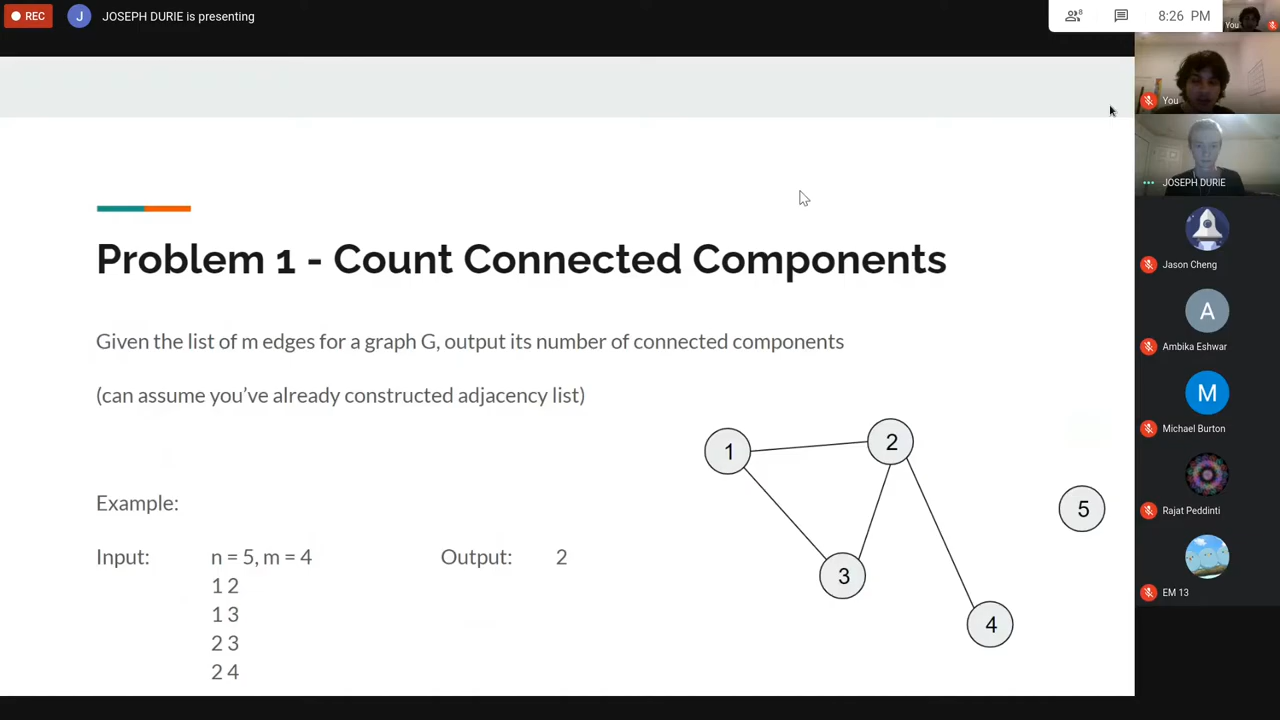 REC
J
JOSEPH DURIE is presenting
8
8:26 PM
You
You
JOSEPH DURIE
Jason Cheng
A
Ambika Eshwar
M
Michael Burton
Rajat Peddinti
EM 13
Problem 1 - Count Connected Components
Given the list of m edges for a graph G, output its number of connected components
(can assume you've already constructed adjacency list)
Example:
Input: n = 5, m = 4 Output: 2
1 2
1 3
2 3
2 4
1
2
3
4
5